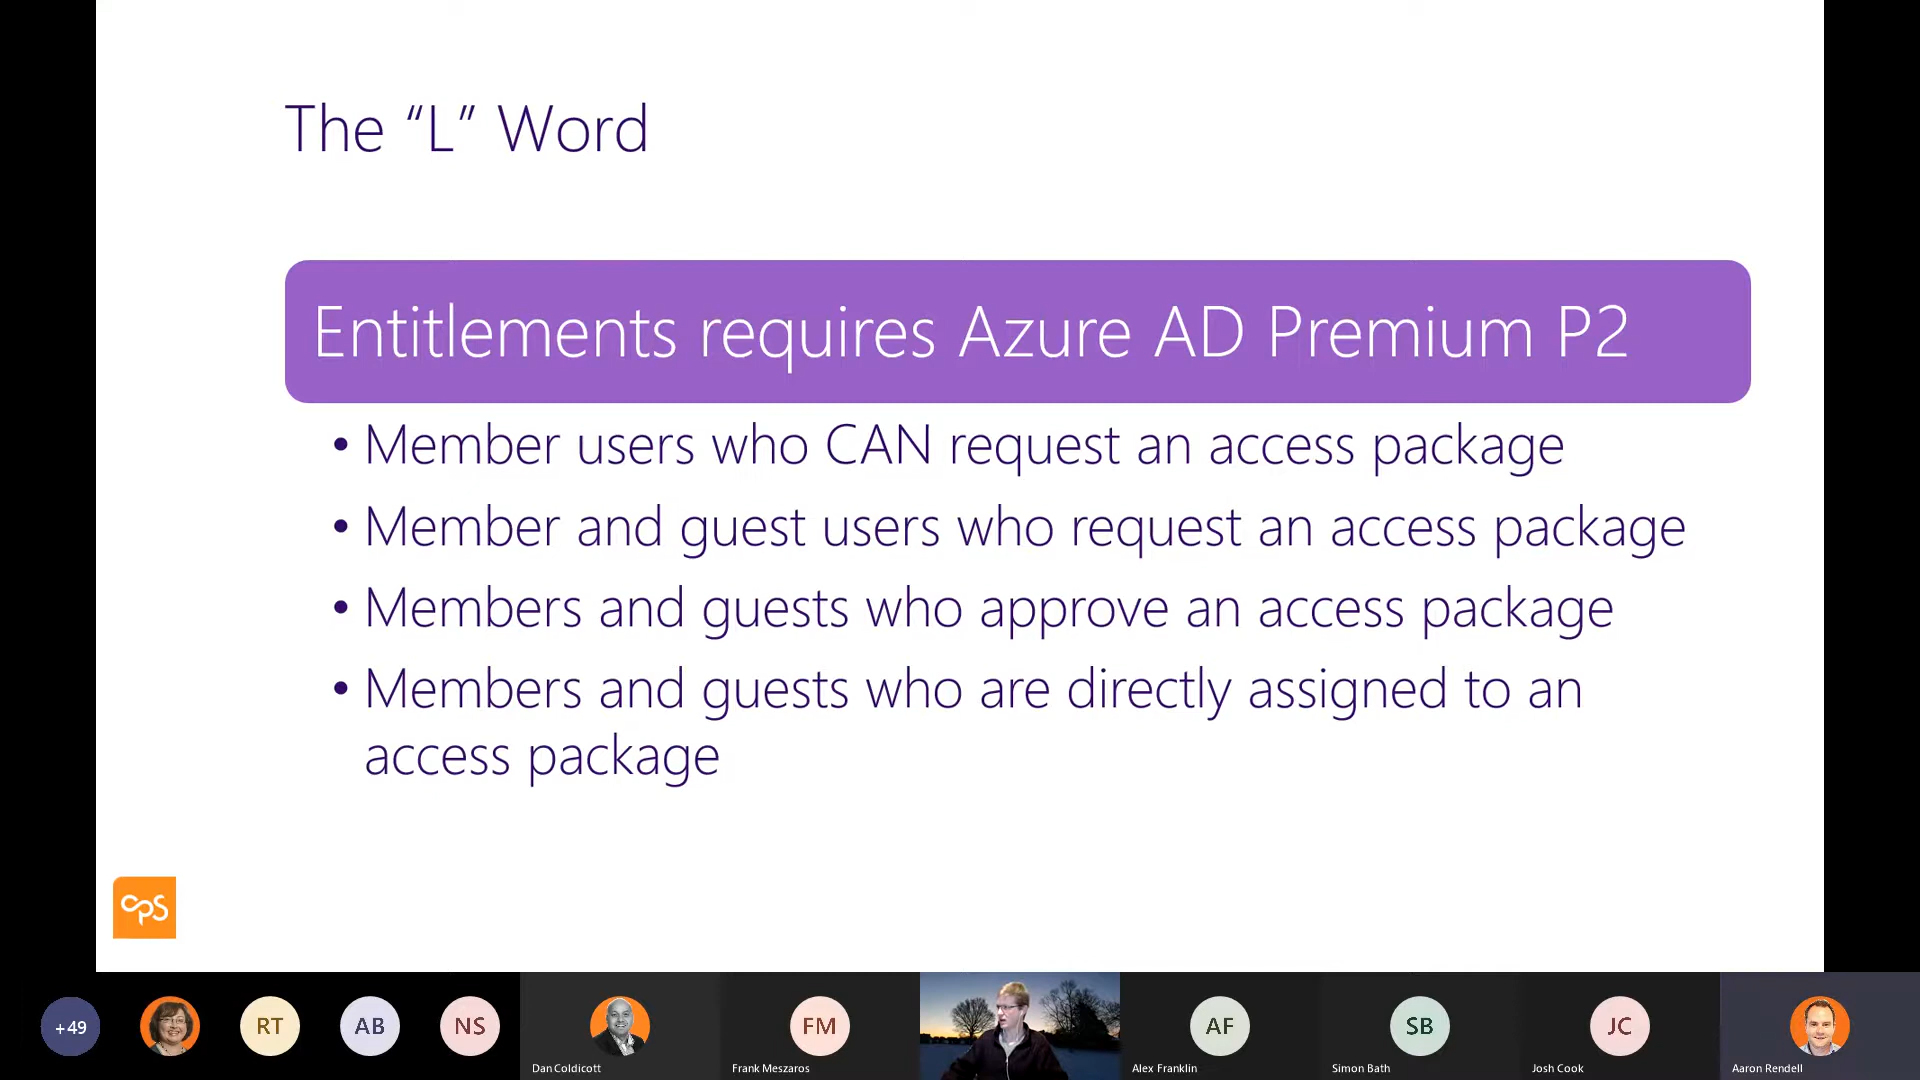 The “L” Word
Entitlements requires Azure AD Premium P2
• Member users who CAN request an access package
• Member and guest users who request an access package
• Members and guests who approve an access package
• Members and guests who are directly assigned to an
access package
cps
+49
RT
AB
NS
Dan Coldicott
FM
Frank Meszaros
AF
Alex Franklin
SB
Simon Bath
JC
Josh Cook
Aaron Rendell